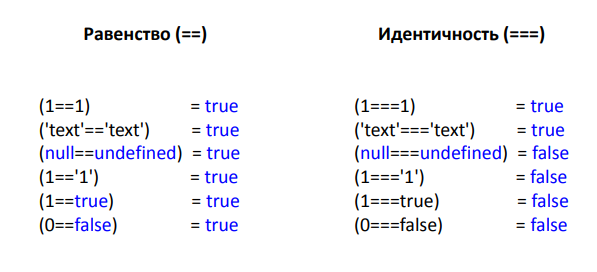 Равенство (==) Идентичность (===)
(1==1) = true (1===1) = true
('text'=='text') = true ('text'==='text') = true
(null==undefined) = true (null===undefined) = false
(1=='1') = true (1==='1') = false
(1==true) = true (1===true) = false
(0==false) = true (0===false) = false